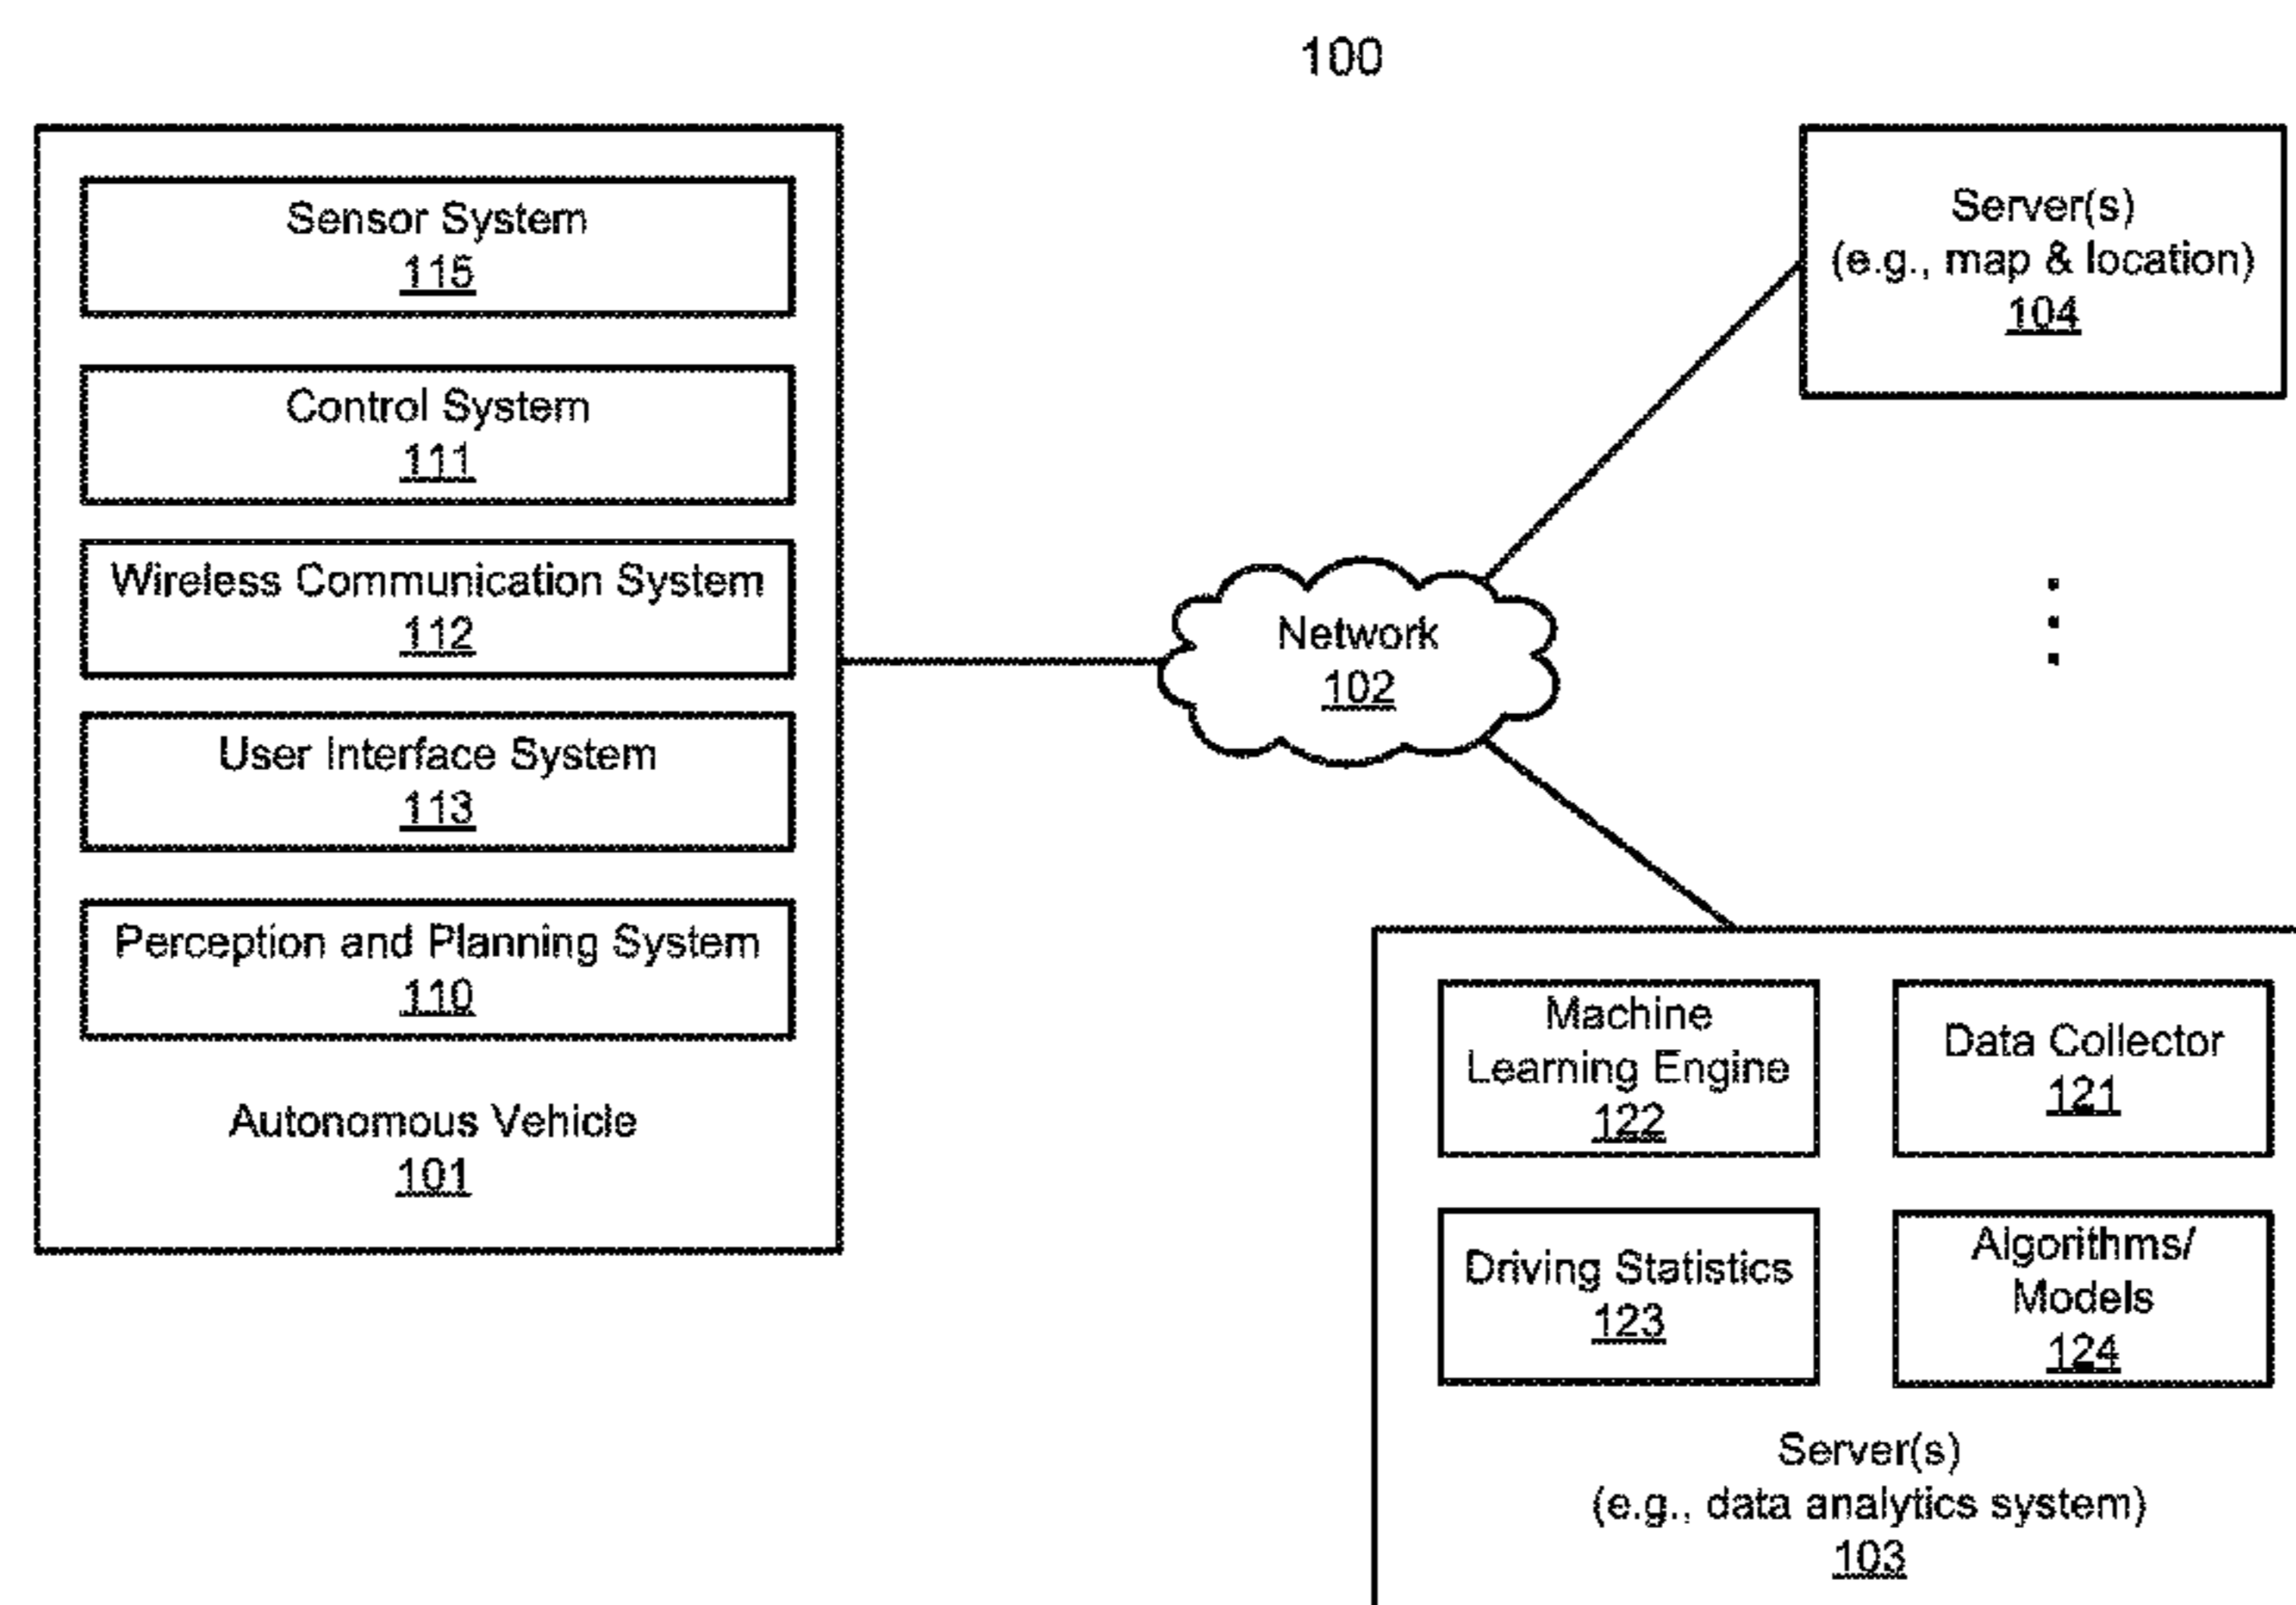 100
Sensor System
115
Control System
111
Wireless Communication System
112
User Interface System
113
Perception and Planning System
110
Autonomous Vehicle
101
Network
102
Server(s)
(e.g., map & location)
104
Machine
Learning Engine
122
Data Collector
121
Driving Statistics
123
Algorithms/
Models
124
Server(s)
(e.g., data analytics system)
103